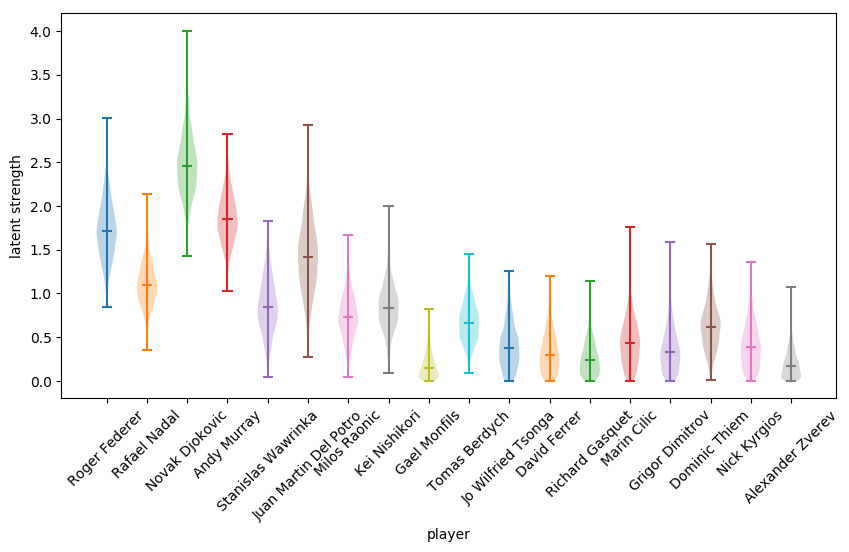 4.0
3.5
3.0
2.5
2.0
1.5
1.0
0.5
0.0
latent strength
Roger Federer
Rafael Nadal
Novak Djokovic
Andy Murray
Stanislas Wawrinka
Juan Martin Del Potro
Milos Raonic
Kei Nishikori
Gael Monfils
Tomas Berdych
Jo Wilfried Tsonga
David Ferrer
Richard Gasquet
Marin Cilic
Grigor Dimitrov
Dominic Thiem
Nick Kyrgios
Alexander Zverev
player